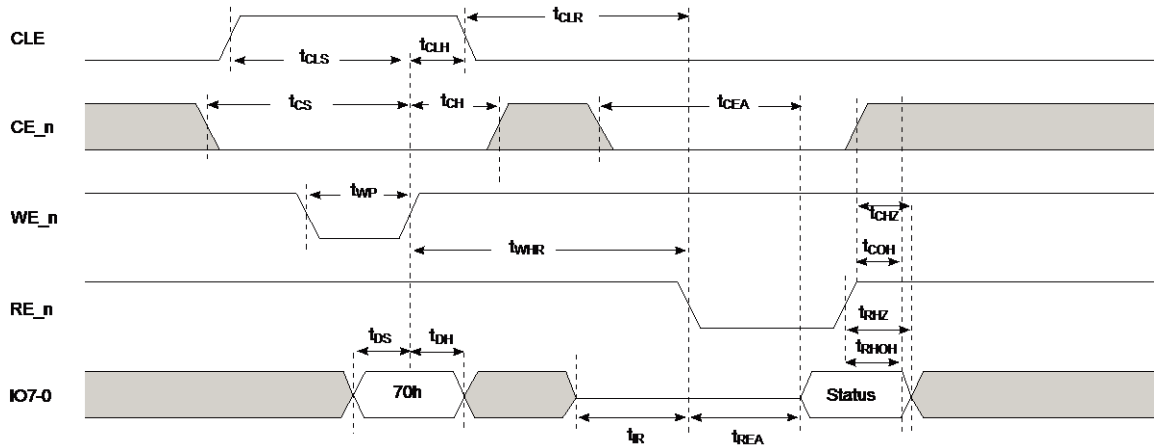 CLE
tCLR
tCLS
tCLH
CE_n
tCS
tCH
tCEA
WE_n
tWP
tCHZ
tWHR
tCOH
RE_n
tDS
tDH
tRHZ
tRHOH
IO7-0
70h
Status
tIR
tREA